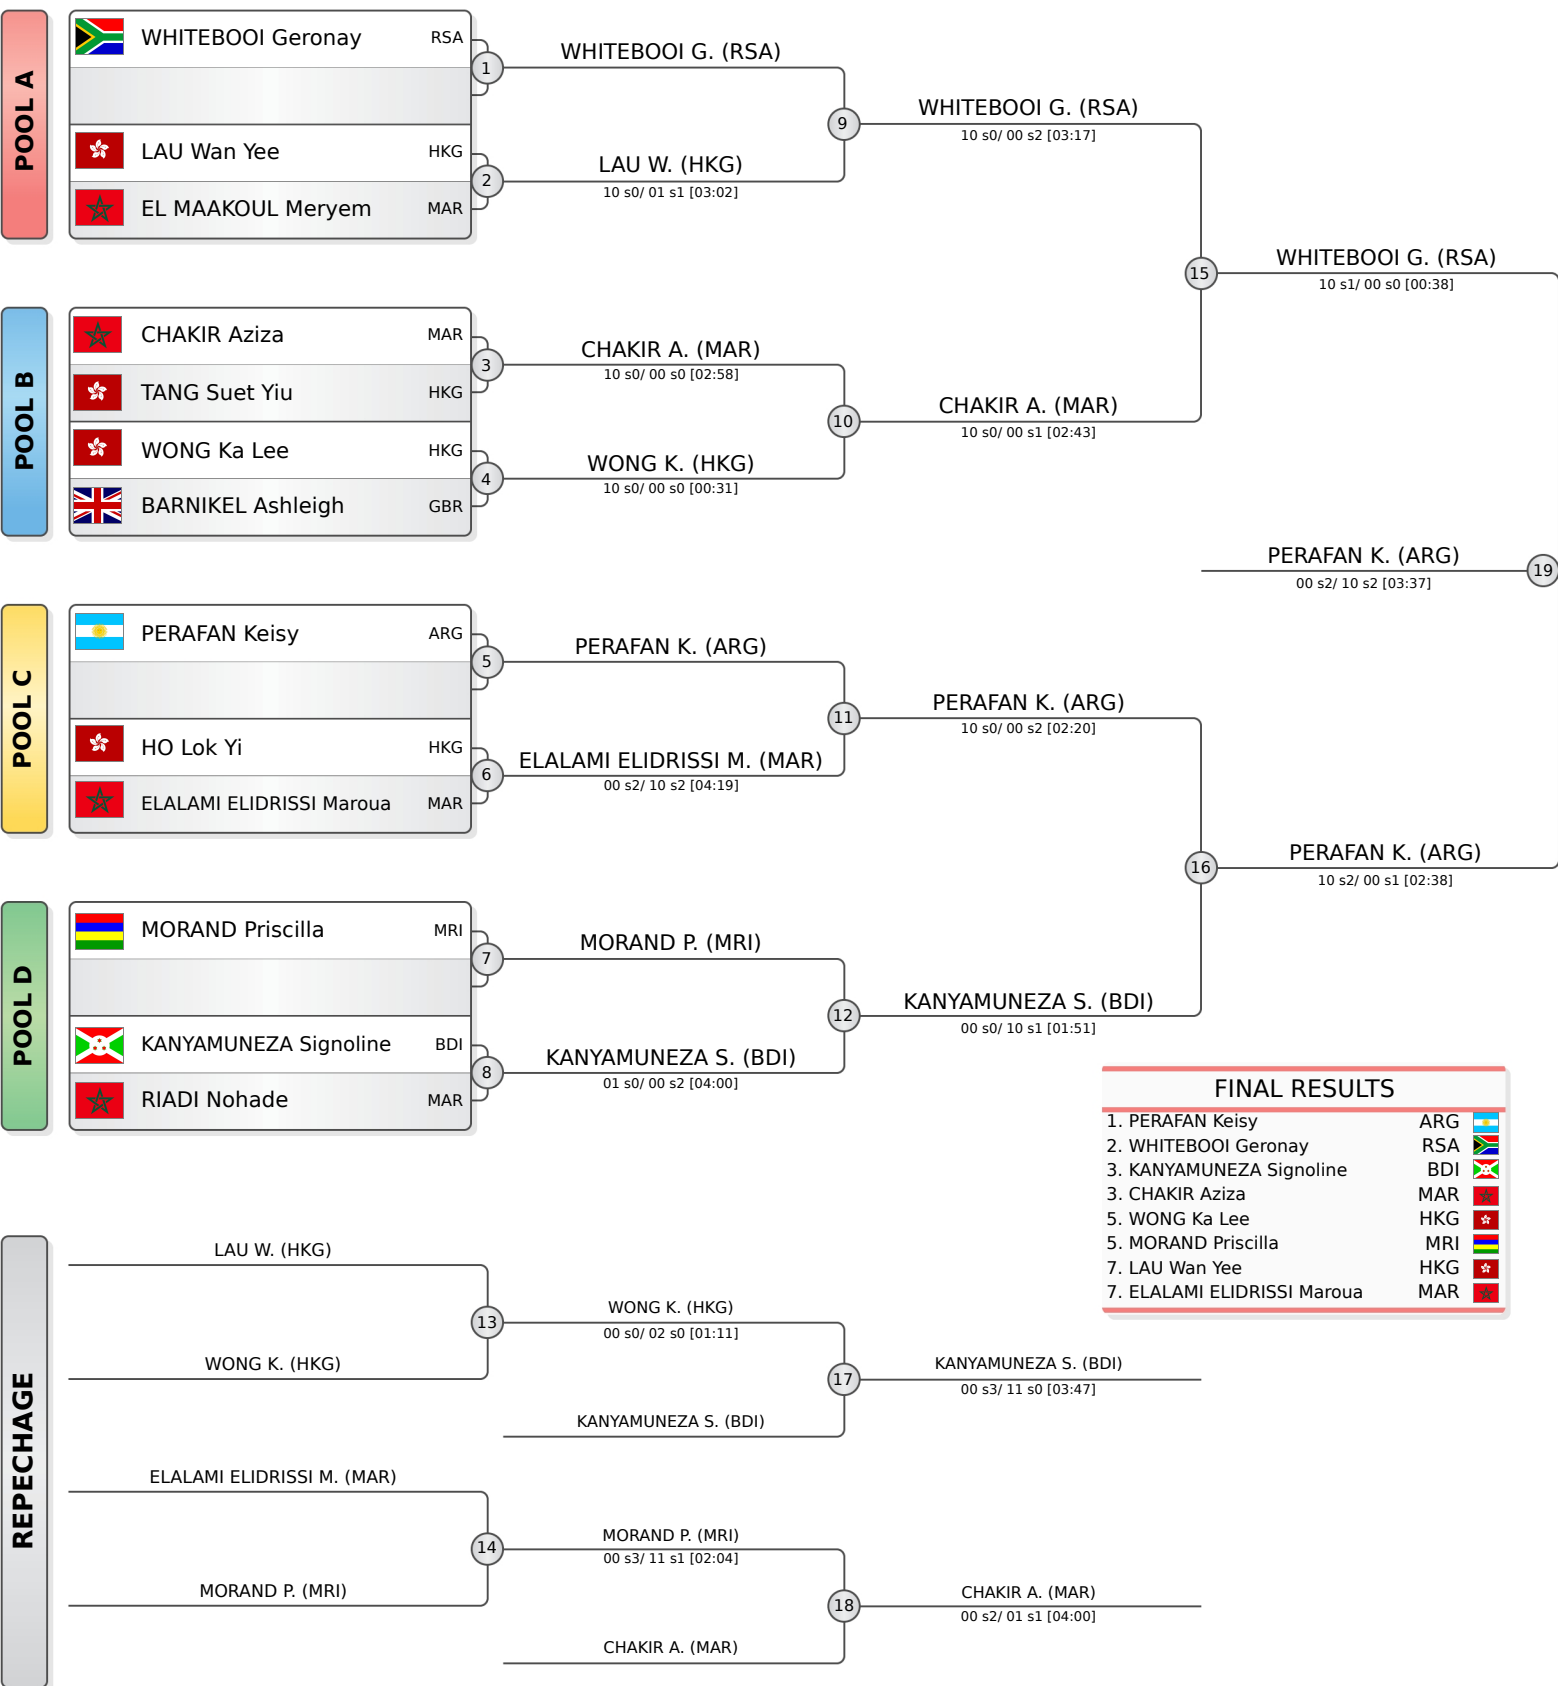 POOL A
WHITEBOOI Geronay RSA
LAU Wan Yee HKG
EL MAAKOUL Meryem MAR
1
2
WHITEBOOI G. (RSA)
LAU W. (HKG)
10 s0/ 01 s1 [03:02]
9
WHITEBOOI G. (RSA)
10 s0/ 00 s2 [03:17]
15
WHITEBOOI G. (RSA)
10 s1/ 00 s0 [00:38]
POOL B
CHAKIR Aziza MAR
TANG Suet Yiu HKG
WONG Ka Lee HKG
BARNIKEL Ashleigh GBR
3
4
CHAKIR A. (MAR)
10 s0/ 00 s0 [02:58]
WONG K. (HKG)
10 s0/ 00 s0 [00:31]
10
CHAKIR A. (MAR)
10 s0/ 00 s1 [02:43]
PERAFAN K. (ARG)
00 s2/ 10 s2 [03:37]
19
POOL C
PERAFAN Keisy ARG
HO Lok Yi HKG
ELALAMI ELIDRISSI Maroua MAR
5
6
PERAFAN K. (ARG)
ELALAMI ELIDRISSI M. (MAR)
00 s2/ 10 s2 [04:19]
11
PERAFAN K. (ARG)
10 s0/ 00 s2 [02:20]
16
PERAFAN K. (ARG)
10 s2/ 00 s1 [02:38]
POOL D
MORAND Priscilla MRI
KANYAMUNEZA Signoline BDI
RIADI Nohade MAR
7
8
MORAND P. (MRI)
KANYAMUNEZA S. (BDI)
01 s0/ 00 s2 [04:00]
12
KANYAMUNEZA S. (BDI)
00 s0/ 10 s1 [01:51]
FINAL RESULTS
1. PERAFAN Keisy ARG
2. WHITEBOOI Geronay RSA
3. KANYAMUNEZA Signoline BDI
3. CHAKIR Aziza MAR
5. WONG Ka Lee HKG
5. MORAND Priscilla MRI
7. LAU Wan Yee HKG
7. ELALAMI ELIDRISSI Maroua MAR
REPECHAGE
LAU W. (HKG)
WONG K. (HKG)
13
WONG K. (HKG)
00 s0/ 02 s0 [01:11]
KANYAMUNEZA S. (BDI)
17
KANYAMUNEZA S. (BDI)
00 s3/ 11 s0 [03:47]
ELALAMI ELIDRISSI M. (MAR)
MORAND P. (MRI)
14
MORAND P. (MRI)
00 s3/ 11 s1 [02:04]
CHAKIR A. (MAR)
18
CHAKIR A. (MAR)
00 s2/ 01 s1 [04:00]